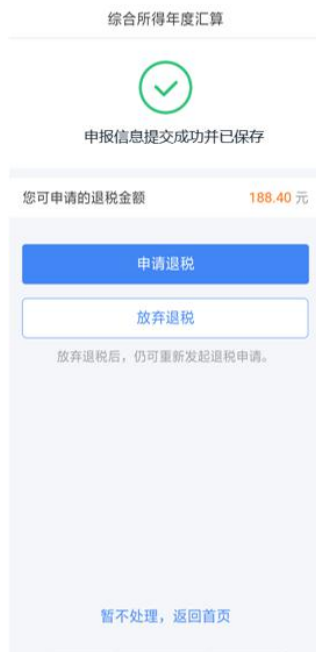 综合所得年度汇算
申报信息提交成功并已保存
您可申请的退税金额 188.40 元
申请退税
放弃退税
放弃退税后，仍可重新发起退税申请。
暂不处理，返回首页